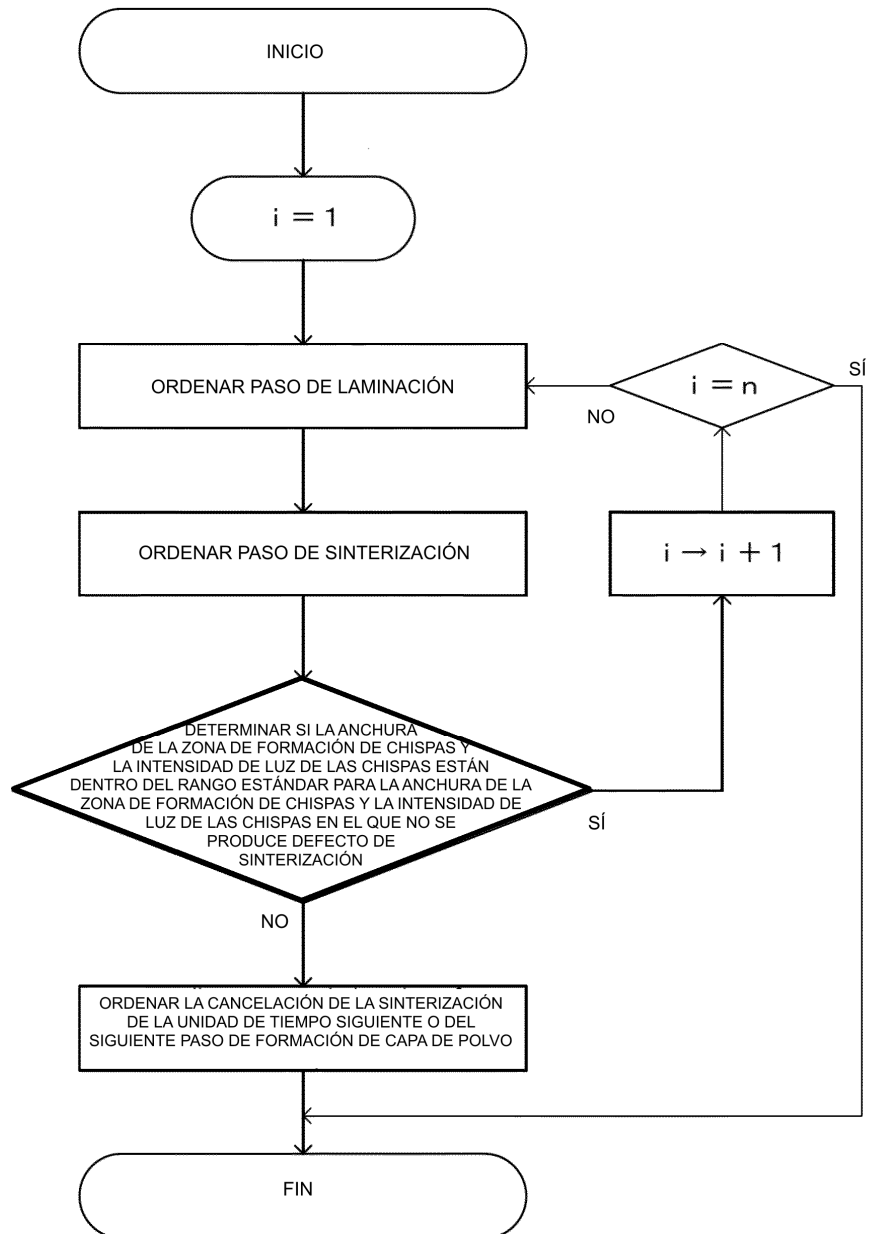 INICIO
i = 1
ORDENAR PASO DE LAMINACIÓN
i = n
SÍ
NO
ORDENAR PASO DE SINTERIZACIÓN
i → i + 1
DETERMINAR SI LA ANCHURA
DE LA ZONA DE FORMACIÓN DE CHISPAS Y
LA INTENSIDAD DE LUZ DE LAS CHISPAS ESTÁN
DENTRO DEL RANGO ESTÁNDAR PARA LA ANCHURA DE LA
ZONA DE FORMACIÓN DE CHISPAS Y LA INTENSIDAD DE
LUZ DE LAS CHISPAS EN EL QUE NO SE
PRODUCE DEFECTO DE
SINTERIZACIÓN
SÍ
NO
ORDENAR LA CANCELACIÓN DE LA SINTERIZACIÓN
DE LA UNIDAD DE TIEMPO SIGUIENTE O DEL
SIGUIENTE PASO DE FORMACIÓN DE CAPA DE POLVO
FIN